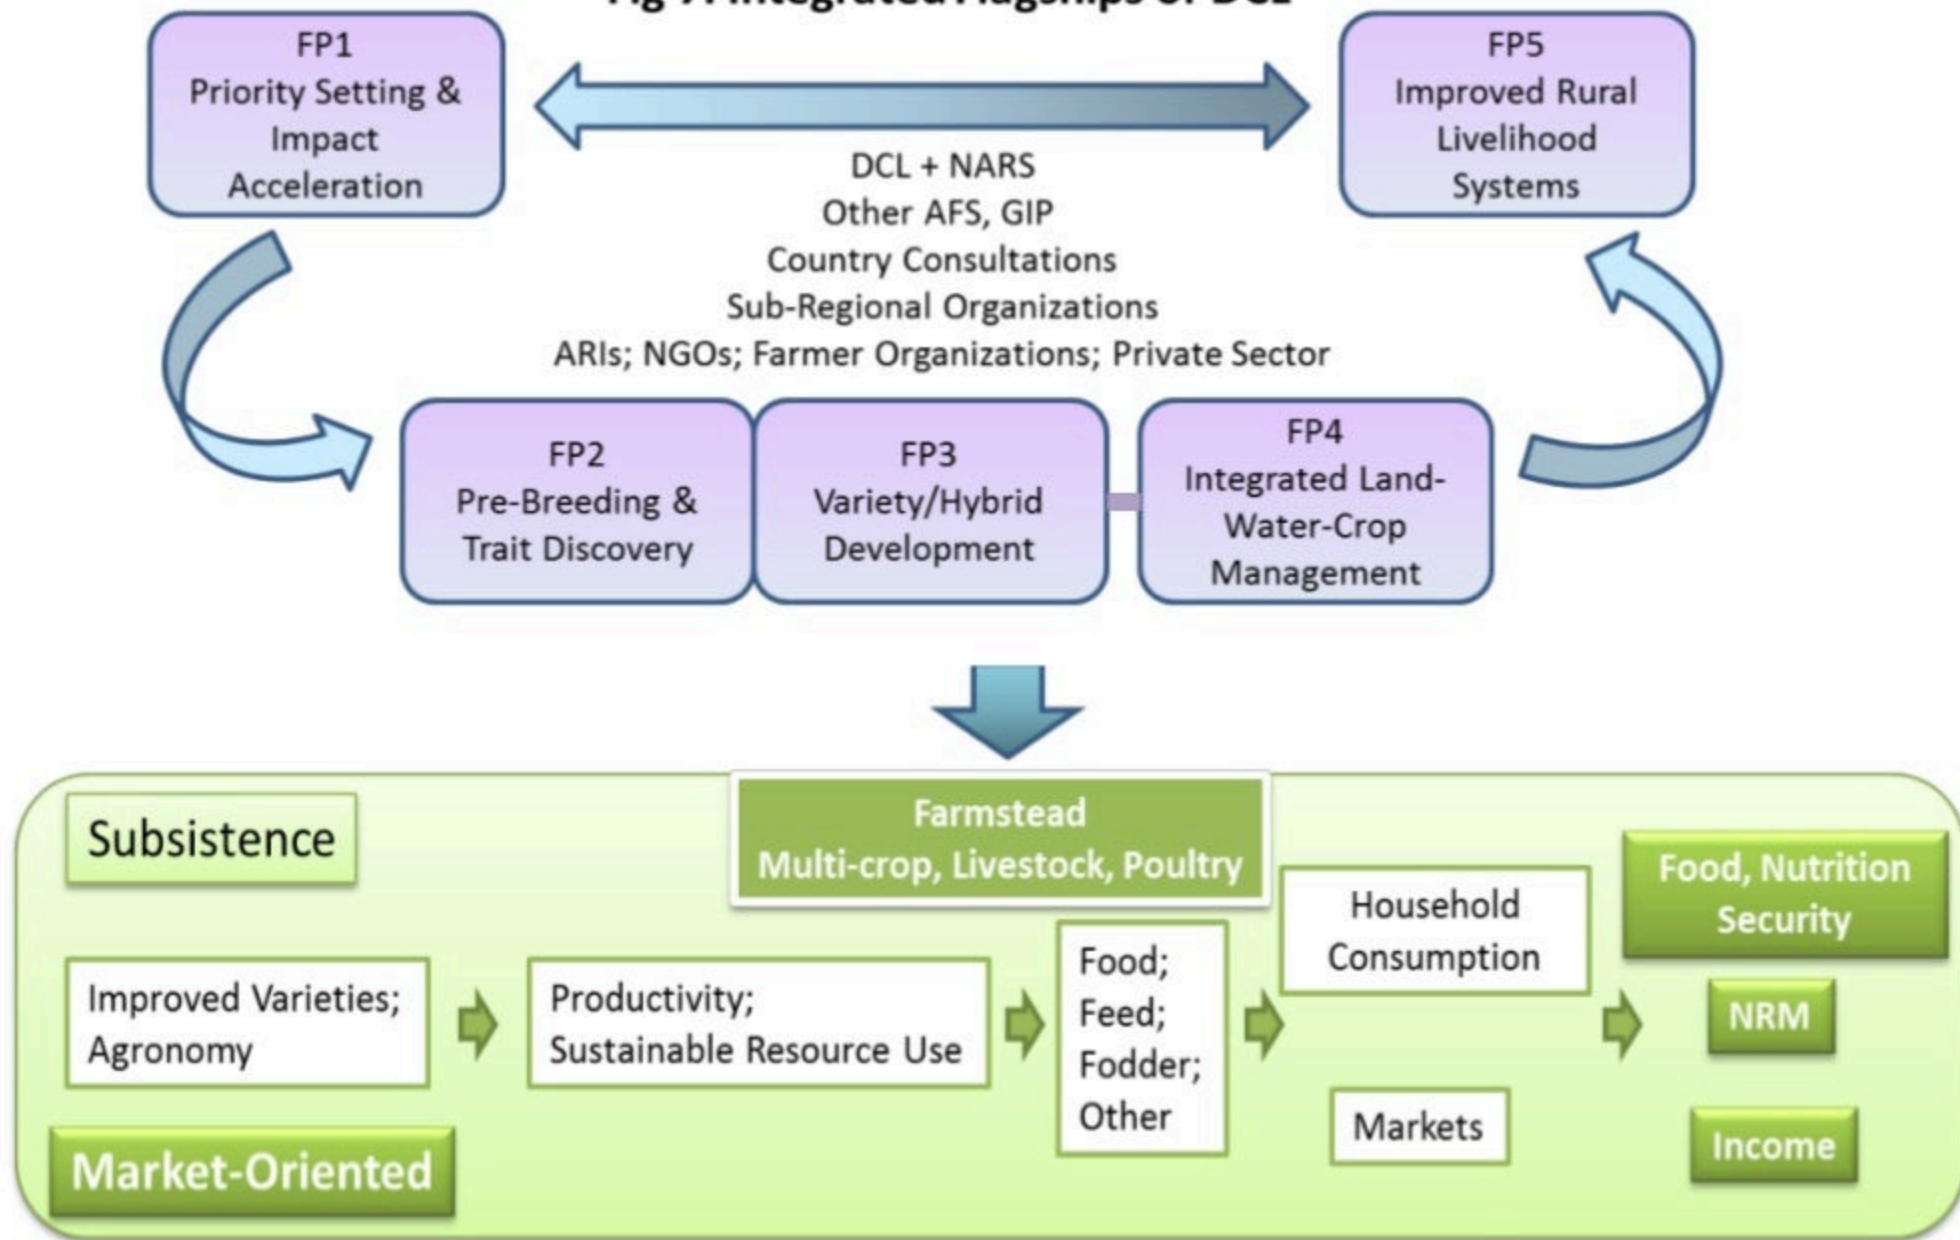 FP1
Priority Setting &
Impact
Acceleration
FP5
Improved Rural
Livelihood
Systems
DCL + NARS
Other AFS, GIP
Country Consultations
Sub-Regional Organizations
ARIs; NGOs; Farmer Organizations; Private Sector
FP2
Pre-Breeding &
Trait Discovery
FP3
Variety/Hybrid
Development
FP4
Integrated Land-
Water-Crop
Management
Subsistence
Farmstead
Multi-crop, Livestock, Poultry
Improved Varieties;
Agronomy
Productivity;
Sustainable Resource Use
Food;
Feed;
Fodder;
Other
Household
Consumption
Markets
Food, Nutrition
Security
NRM
Income
Market-Oriented